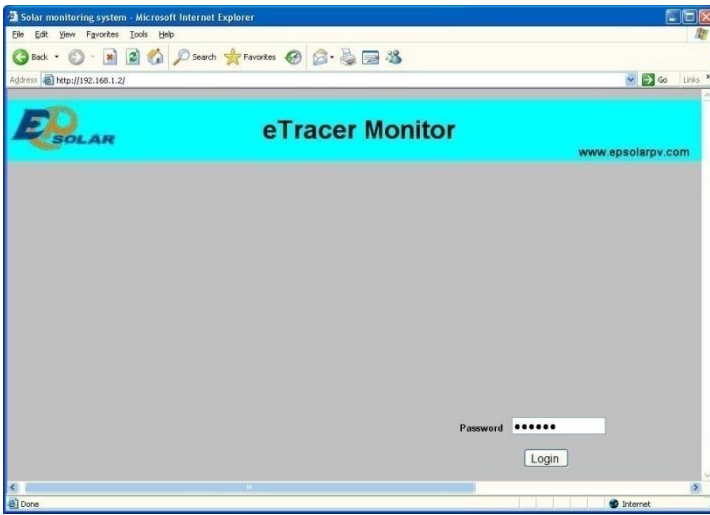 Solar monitoring system - Microsoft Internet Explorer
File Edit View Favorites Tools Help
Back Search Favorites
Address http://192.168.1.2/ Go Links
EP SOLAR
eTracer Monitor
www.epsolarpv.com
Password ••••••
Login
Done Internet